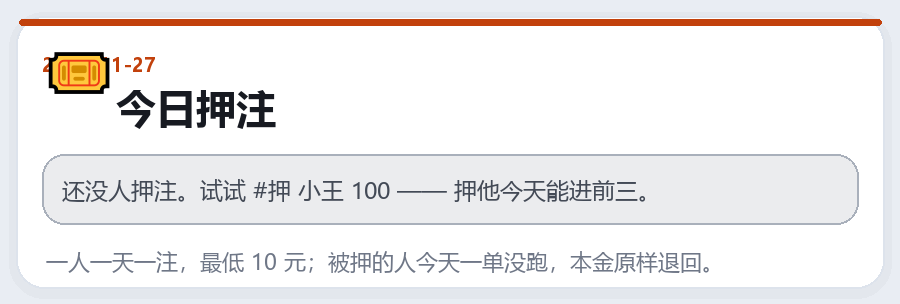 1-27
今日押注
还没人押注。试试 #押 小王 100 —— 押他今天能进前三。
一人一天一注，最低 10 元；被押的人今天一单没跑，本金原样退回。